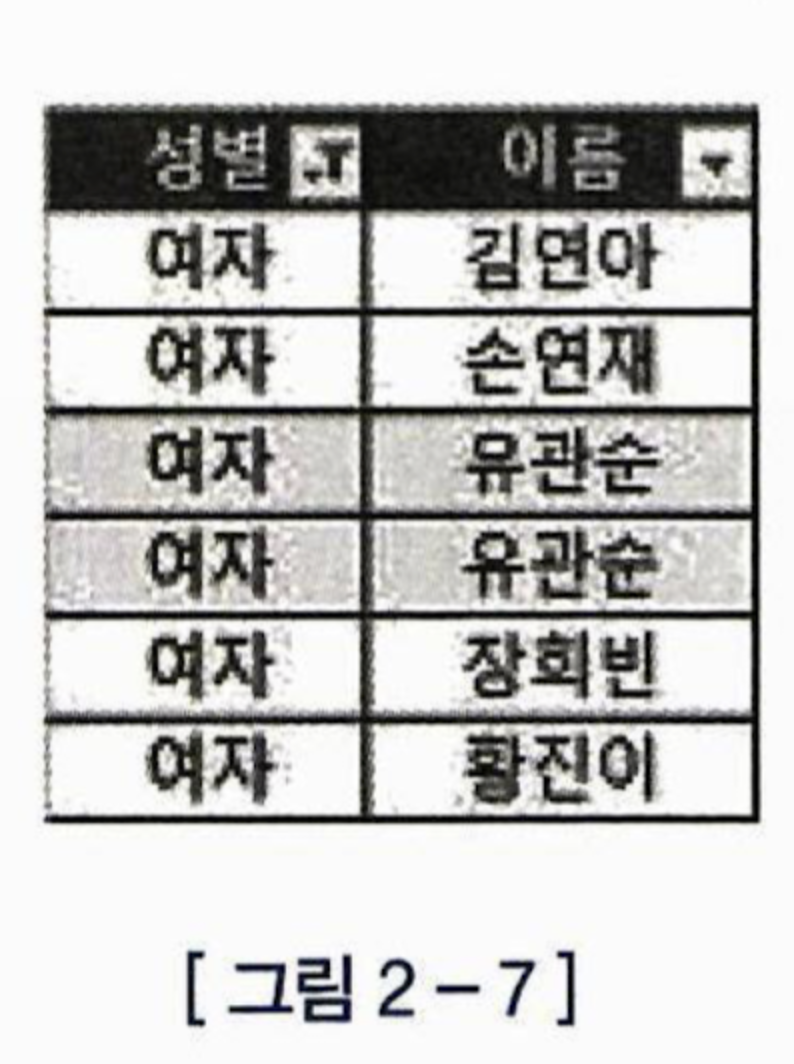 성별 이름
여자 김연아
여자 손연재
여자 유관순
여자 유관순
여자 장희빈
여자 황진이
[ 그림 2 - 7 ]